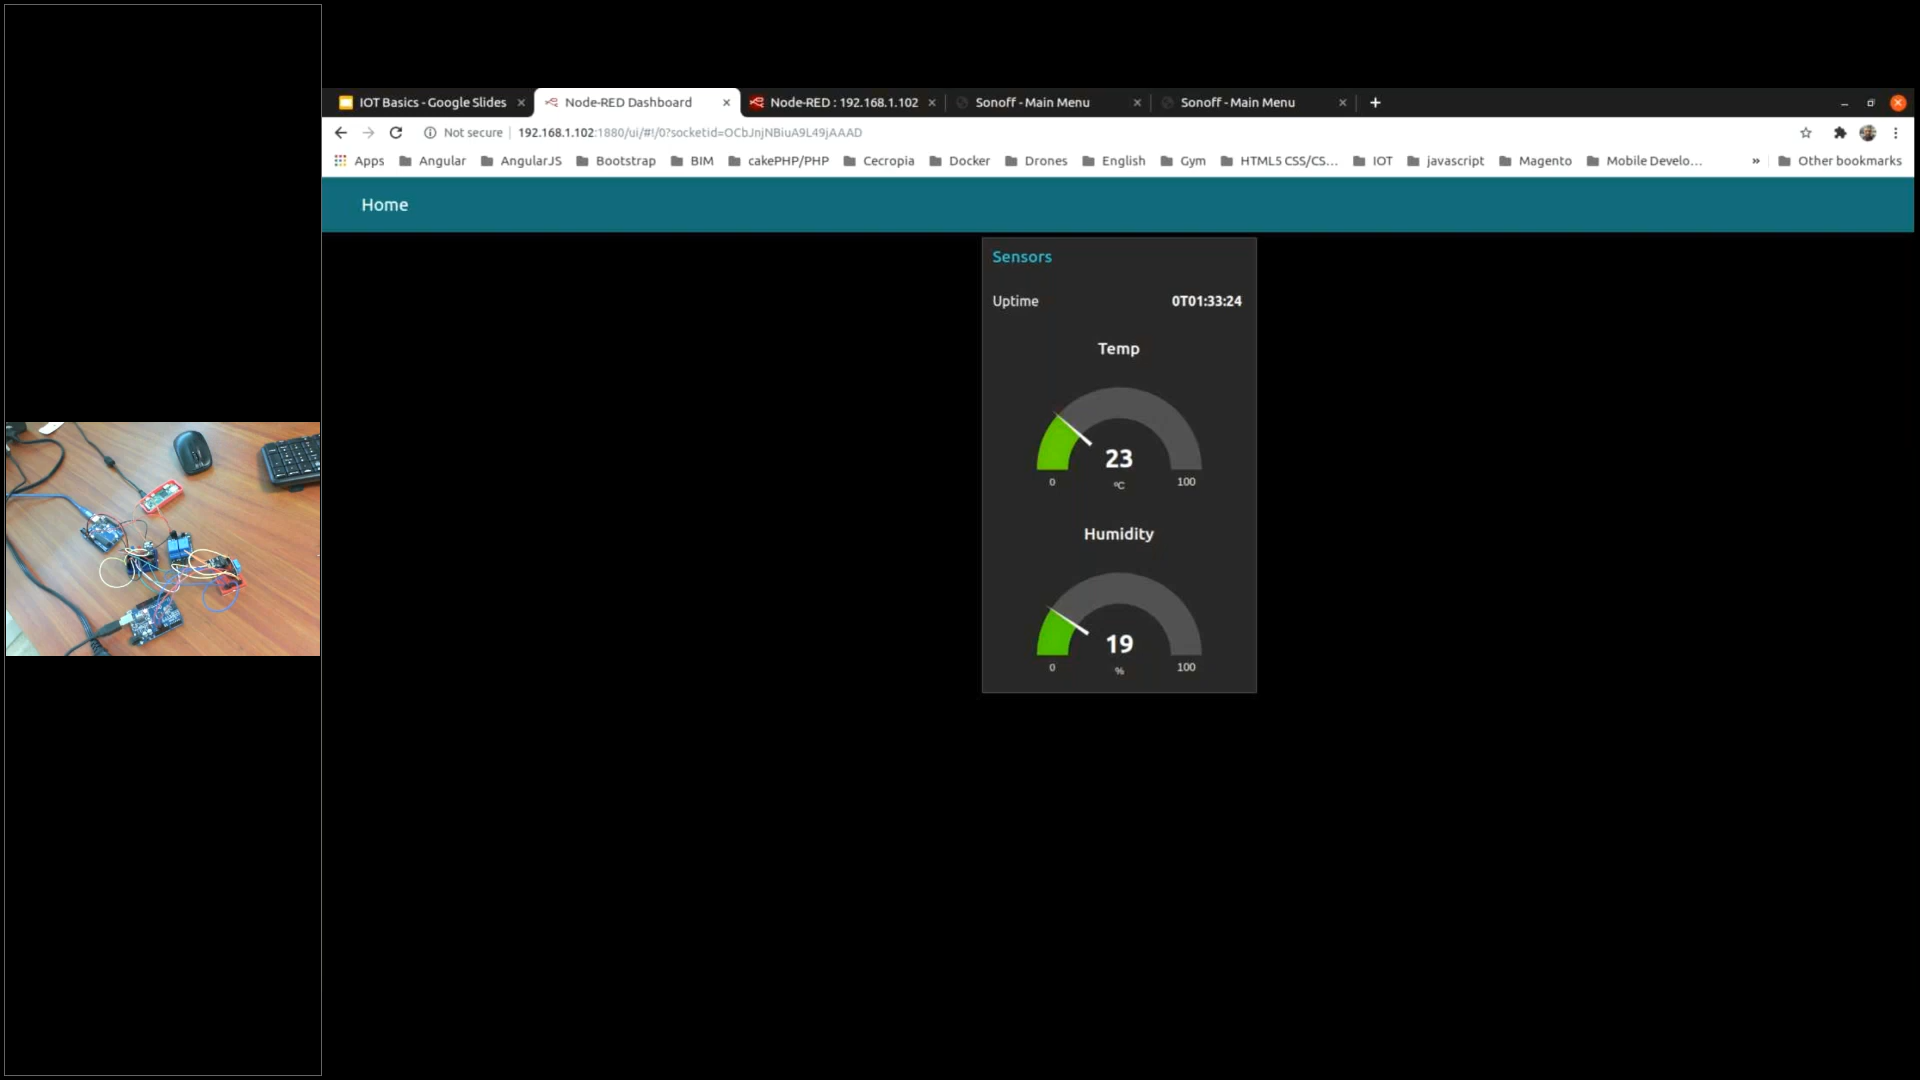 IOT Basics - Google Slides
Node-RED Dashboard
Node-RED : 192.168.1.102
Sonoff - Main Menu
Sonoff - Main Menu
Not secure
192.168.1.102:1880/ui/#!/0?socketid=OCbJnjNBiuA9L49jAAAD
Apps
Angular
AngularJS
Bootstrap
BIM
cakePHP/PHP
Cecropia
Docker
Drones
English
Gym
HTML5 CSS/CS...
IOT
javascript
Magento
Mobile Develo...
»
Other bookmarks
Home
Sensors
Uptime 0T01:33:24
Temp
23
0 ºC 100
Humidity
19
0 % 100